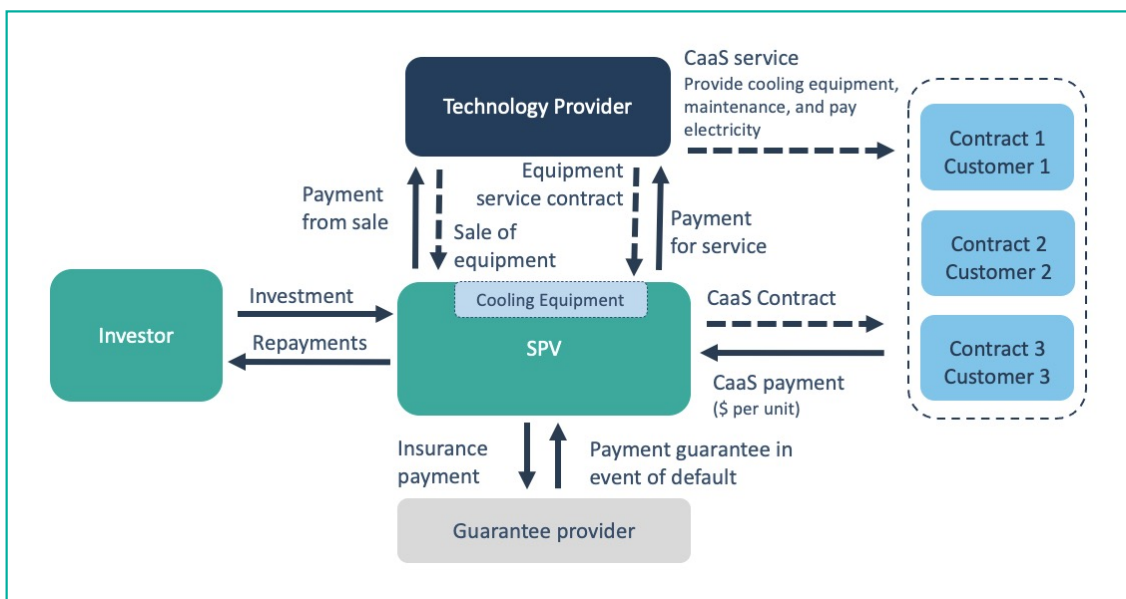 CaaS service
Provide cooling equipment,
maintenance, and pay
electricity
Technology Provider
Contract 1
Customer 1
Payment
from sale
Equipment
service contract
Sale of
equipment
Payment
for service
Contract 2
Customer 2
Investment
Cooling Equipment
CaaS Contract
Investor
Repayments
SPV
Contract 3
Customer 3
CaaS payment
($ per unit)
Insurance
payment
Payment guarantee in
event of default
Guarantee provider